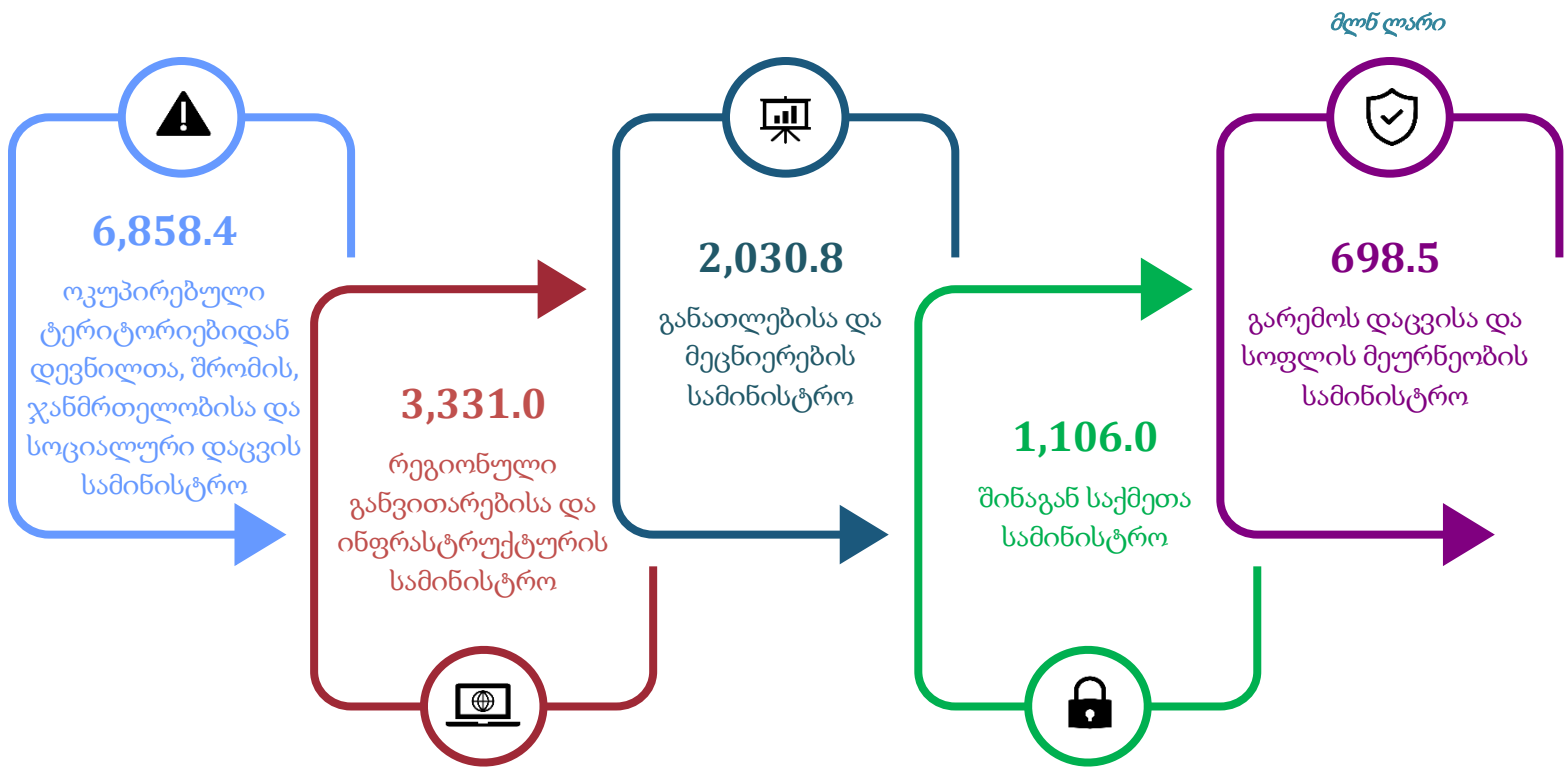 მლნ ლარი
6,858.4
ოკუპირებული
ტერიტორიებიდან
დევნილთა, შრომის,
ჯანმრთელობისა და
სოციალური დაცვის
სამინისტრო
3,331.0
რეგიონული
განვითარებისა და
ინფრასტრუქტურის
სამინისტრო
2,030.8
განათლებისა და
მეცნიერების
სამინისტრო
1,106.0
შინაგან საქმეთა
სამინისტრო
698.5
გარემოს დაცვისა და
სოფლის მეურნეობის
სამინისტრო